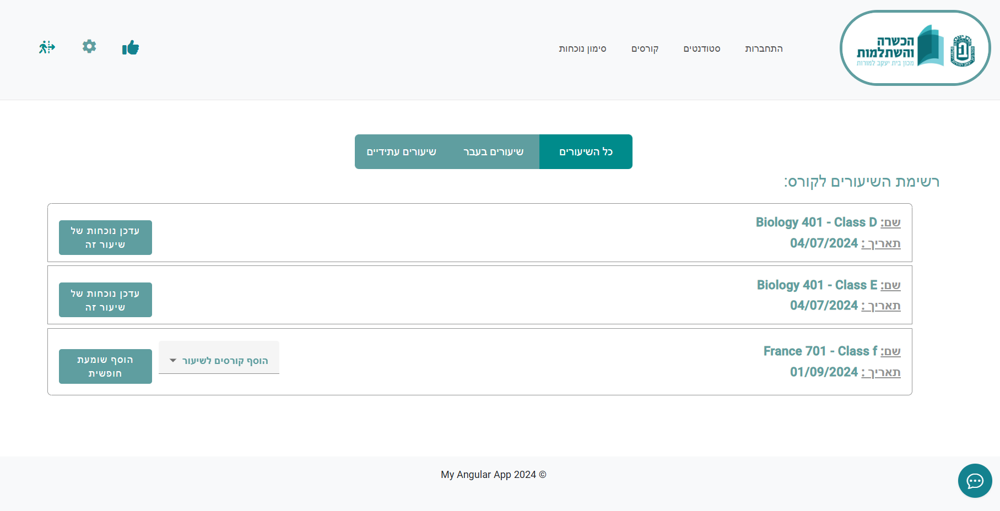 הכשרה
והשתלמות
מכון בית יעקב למורות
התחברות
סטודנטים
קורסים
סימון נוכחות
כל השיעורים
שיעורים בעבר
שיעורים עתידיים
רשימת השיעורים לקורס:
שם: Biology 401 - Class D
תאריך : 04/07/2024
עדכן נוכחות של
שיעור זה
שם: Biology 401 - Class E
תאריך : 04/07/2024
עדכן נוכחות של
שיעור זה
שם: France 701 - Class f
תאריך : 01/09/2024
הוסף קורסים לשיעור
הוסף שומעת
חופשית
My Angular App 2024 ©